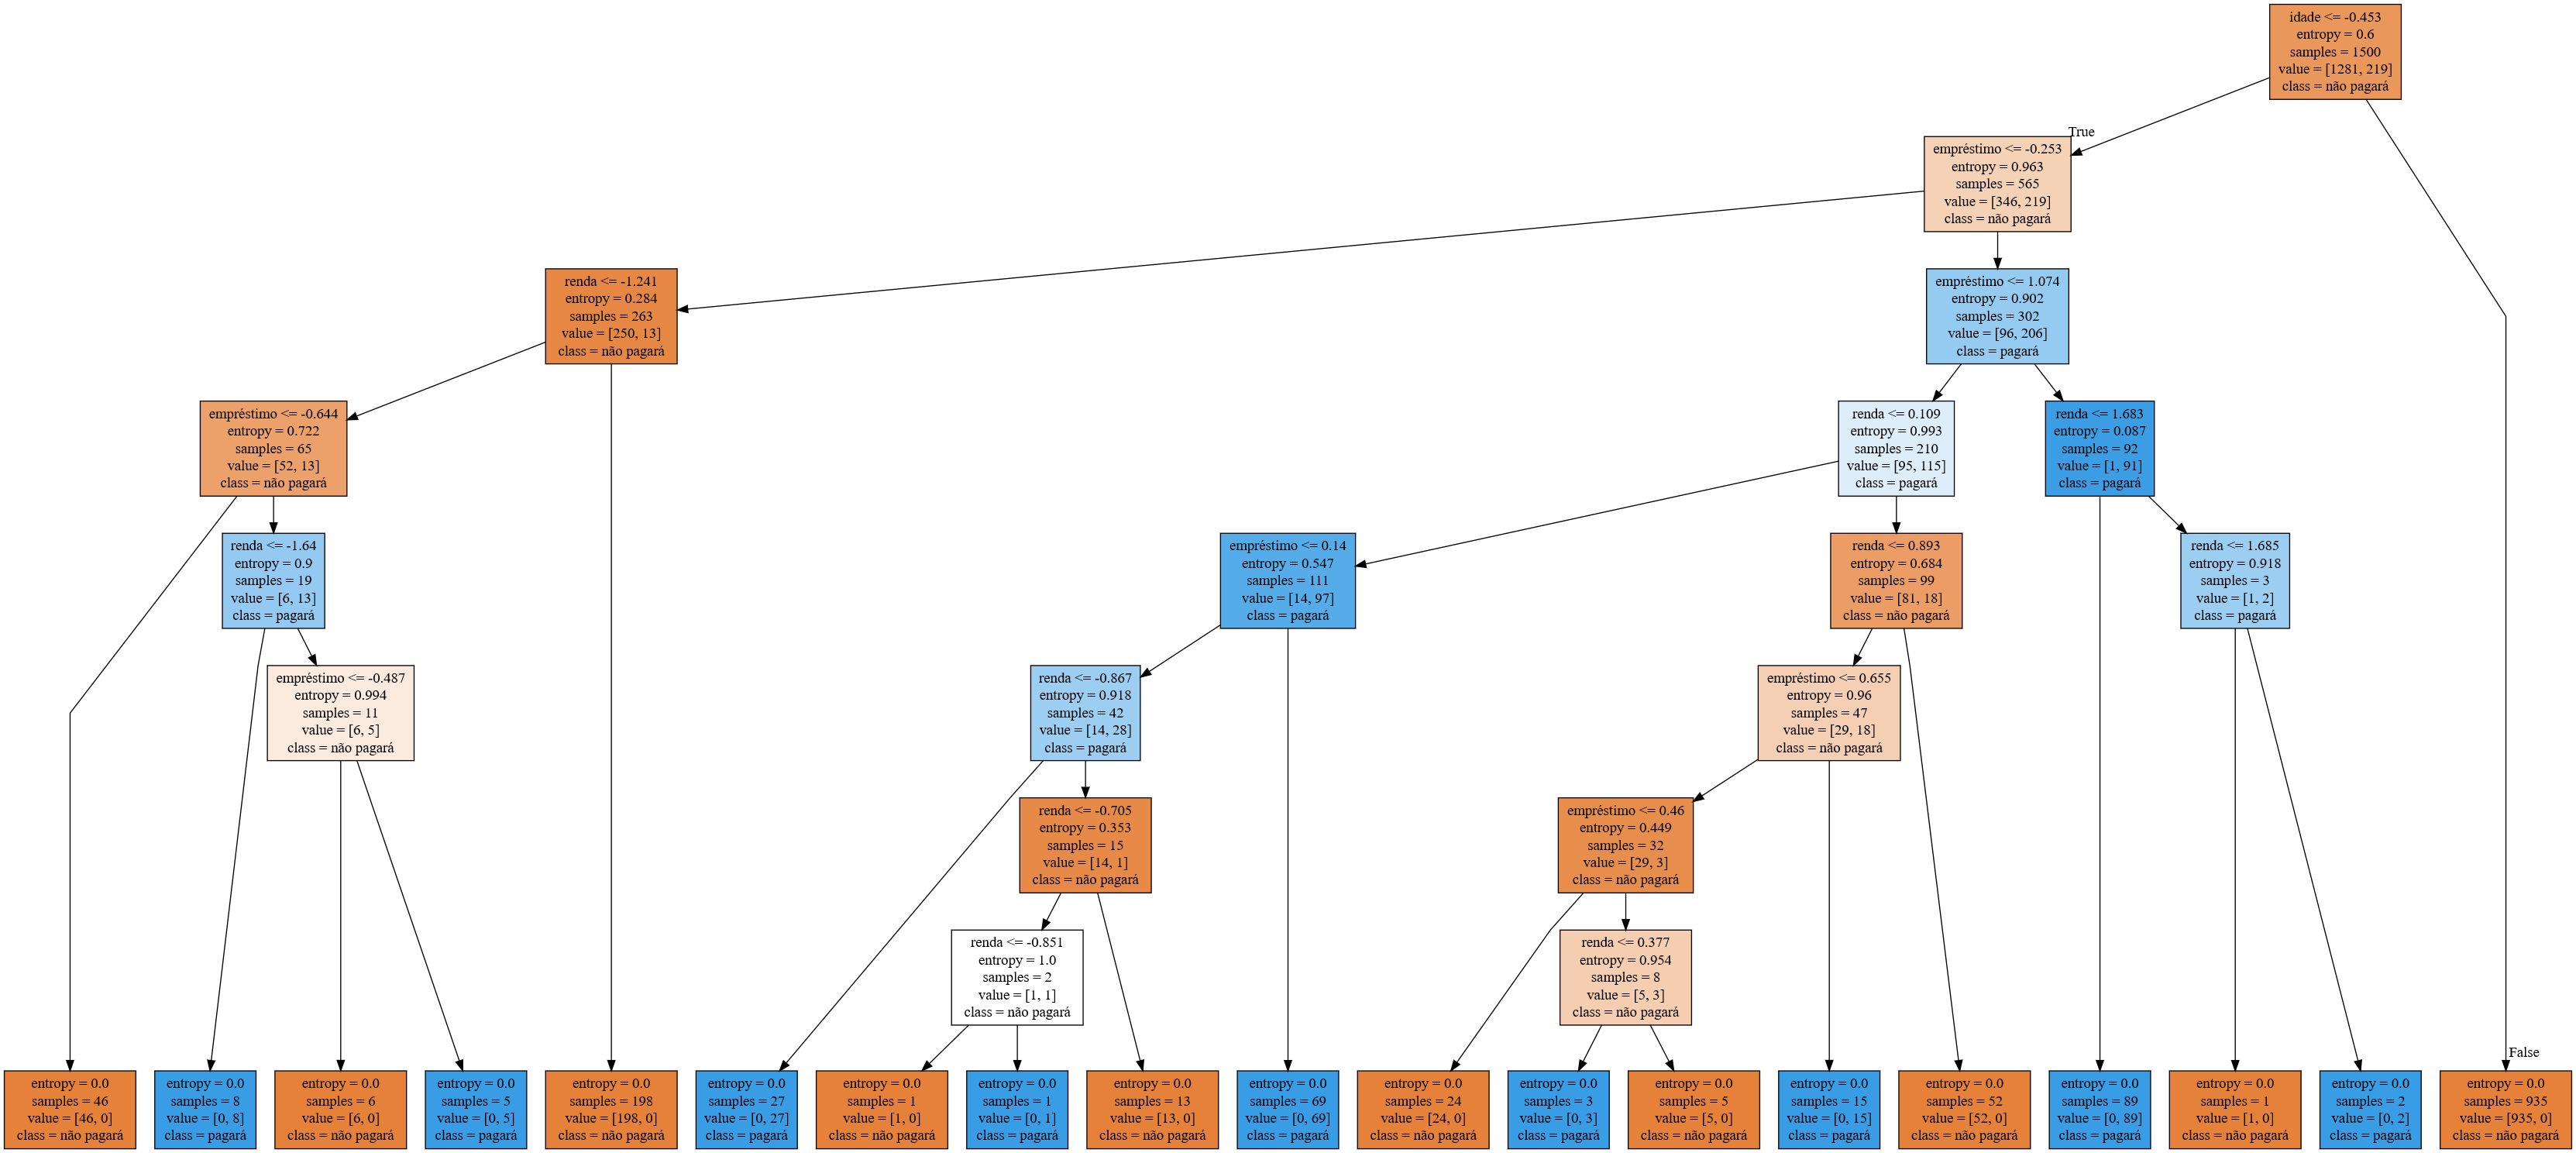 idade <= -0.453
entropy = 0.6
samples = 1500
value = [1281, 219]
class = não pagará
True
empréstimo <= -0.253
entropy = 0.963
samples = 565
value = [346, 219]
class = não pagará
renda <= -1.241
entropy = 0.284
samples = 263
value = [250, 13]
class = não pagará
empréstimo <= 1.074
entropy = 0.902
samples = 302
value = [96, 206]
class = pagará
empréstimo <= -0.644
entropy = 0.722
samples = 65
value = [52, 13]
class = não pagará
renda <= 0.109
entropy = 0.993
samples = 210
value = [95, 115]
class = pagará
renda <= 1.683
entropy = 0.087
samples = 92
value = [1, 91]
class = pagará
renda <= -1.64
entropy = 0.9
samples = 19
value = [6, 13]
class = pagará
empréstimo <= 0.14
entropy = 0.547
samples = 111
value = [14, 97]
class = pagará
renda <= 0.893
entropy = 0.684
samples = 99
value = [81, 18]
class = não pagará
renda <= 1.685
entropy = 0.918
samples = 3
value = [1, 2]
class = pagará
empréstimo <= -0.487
entropy = 0.994
samples = 11
value = [6, 5]
class = não pagará
renda <= -0.867
entropy = 0.918
samples = 42
value = [14, 28]
class = pagará
empréstimo <= 0.655
entropy = 0.96
samples = 47
value = [29, 18]
class = não pagará
renda <= -0.705
entropy = 0.353
samples = 15
value = [14, 1]
class = não pagará
empréstimo <= 0.46
entropy = 0.449
samples = 32
value = [29, 3]
class = não pagará
renda <= -0.851
entropy = 1.0
samples = 2
value = [1, 1]
class = não pagará
renda <= 0.377
entropy = 0.954
samples = 8
value = [5, 3]
class = não pagará
False
entropy = 0.0
samples = 46
value = [46, 0]
class = não pagará
entropy = 0.0
samples = 8
value = [0, 8]
class = pagará
entropy = 0.0
samples = 6
value = [6, 0]
class = não pagará
entropy = 0.0
samples = 5
value = [0, 5]
class = pagará
entropy = 0.0
samples = 198
value = [198, 0]
class = não pagará
entropy = 0.0
samples = 27
value = [0, 27]
class = pagará
entropy = 0.0
samples = 1
value = [1, 0]
class = não pagará
entropy = 0.0
samples = 1
value = [0, 1]
class = pagará
entropy = 0.0
samples = 13
value = [13, 0]
class = não pagará
entropy = 0.0
samples = 69
value = [0, 69]
class = pagará
entropy = 0.0
samples = 24
value = [24, 0]
class = não pagará
entropy = 0.0
samples = 3
value = [0, 3]
class = pagará
entropy = 0.0
samples = 5
value = [5, 0]
class = não pagará
entropy = 0.0
samples = 15
value = [0, 15]
class = pagará
entropy = 0.0
samples = 52
value = [52, 0]
class = não pagará
entropy = 0.0
samples = 89
value = [0, 89]
class = pagará
entropy = 0.0
samples = 1
value = [1, 0]
class = não pagará
entropy = 0.0
samples = 2
value = [0, 2]
class = pagará
entropy = 0.0
samples = 935
value = [935, 0]
class = não pagará